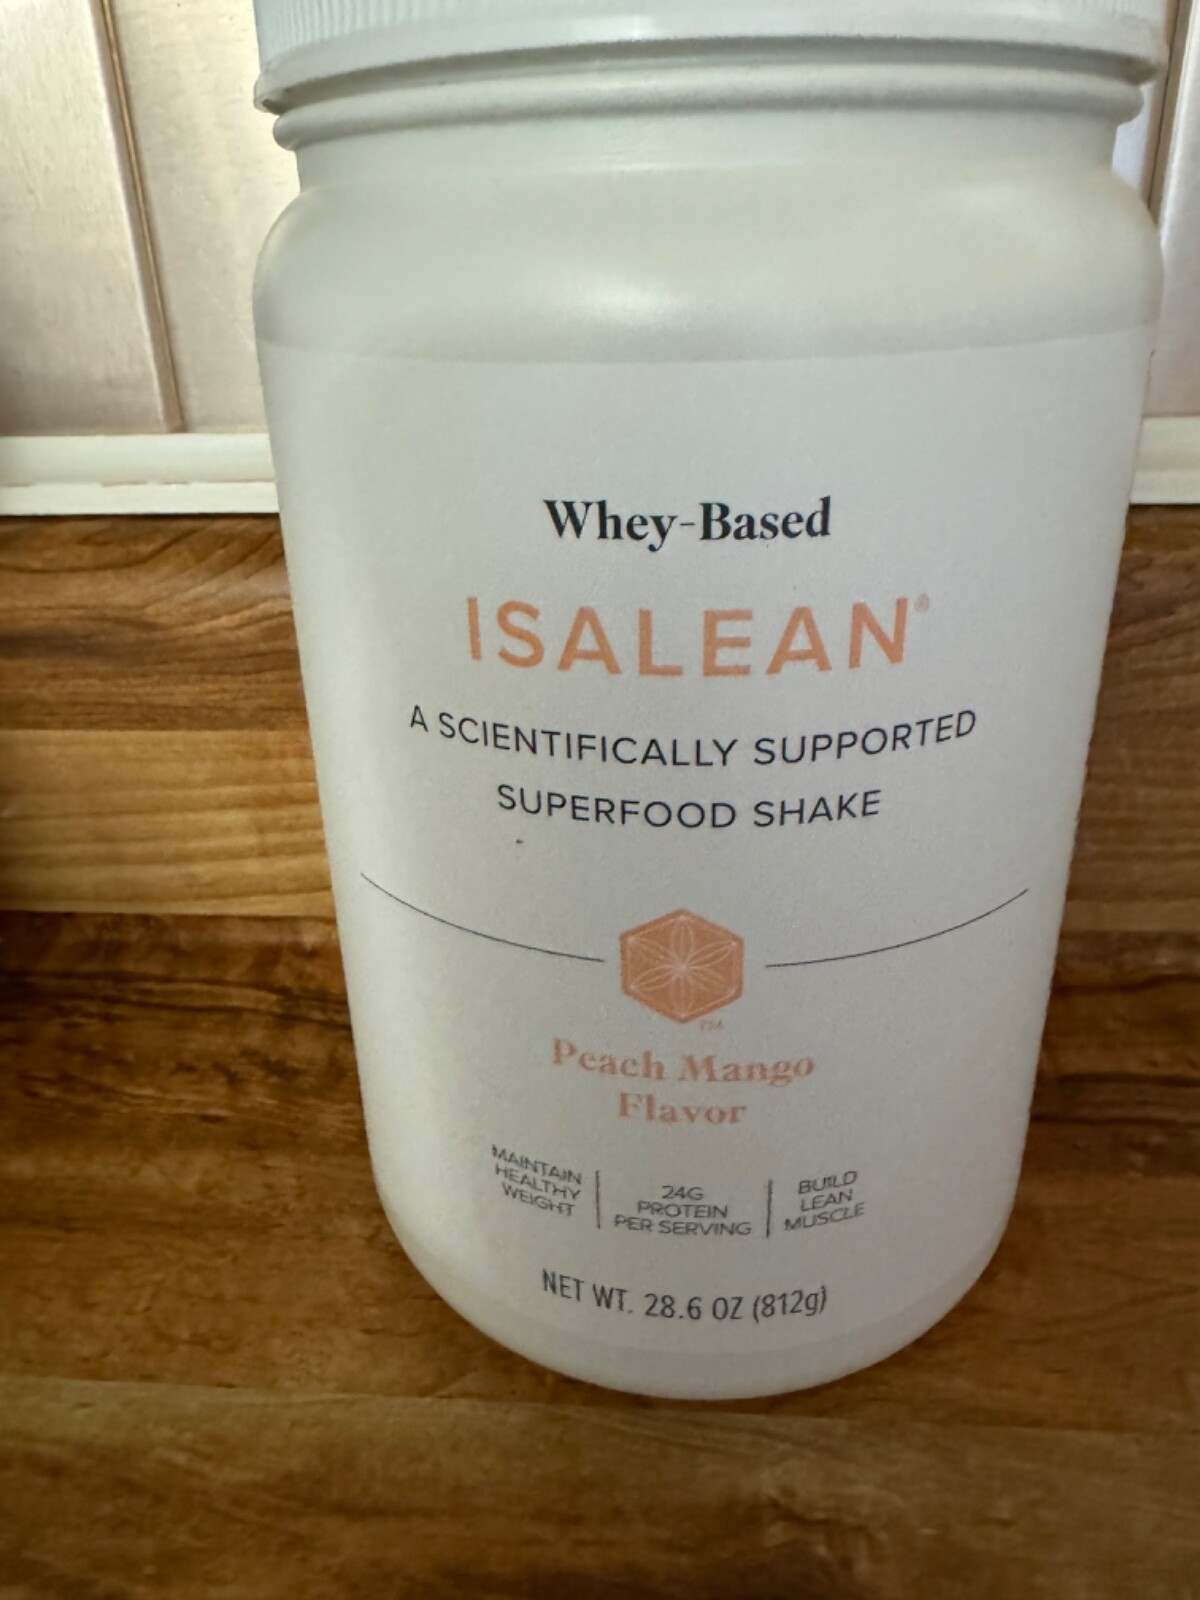 Whey-Based
ISALEAN®
A SCIENTIFICALLY SUPPORTED
SUPERFOOD SHAKE
TM
Peach Mango
Flavor
MAINTAIN
HEALTHY
WEIGHT
24G
PROTEIN
PER SERVING
BUILD
LEAN
MUSCLE
NET WT. 28.6 OZ (812g)